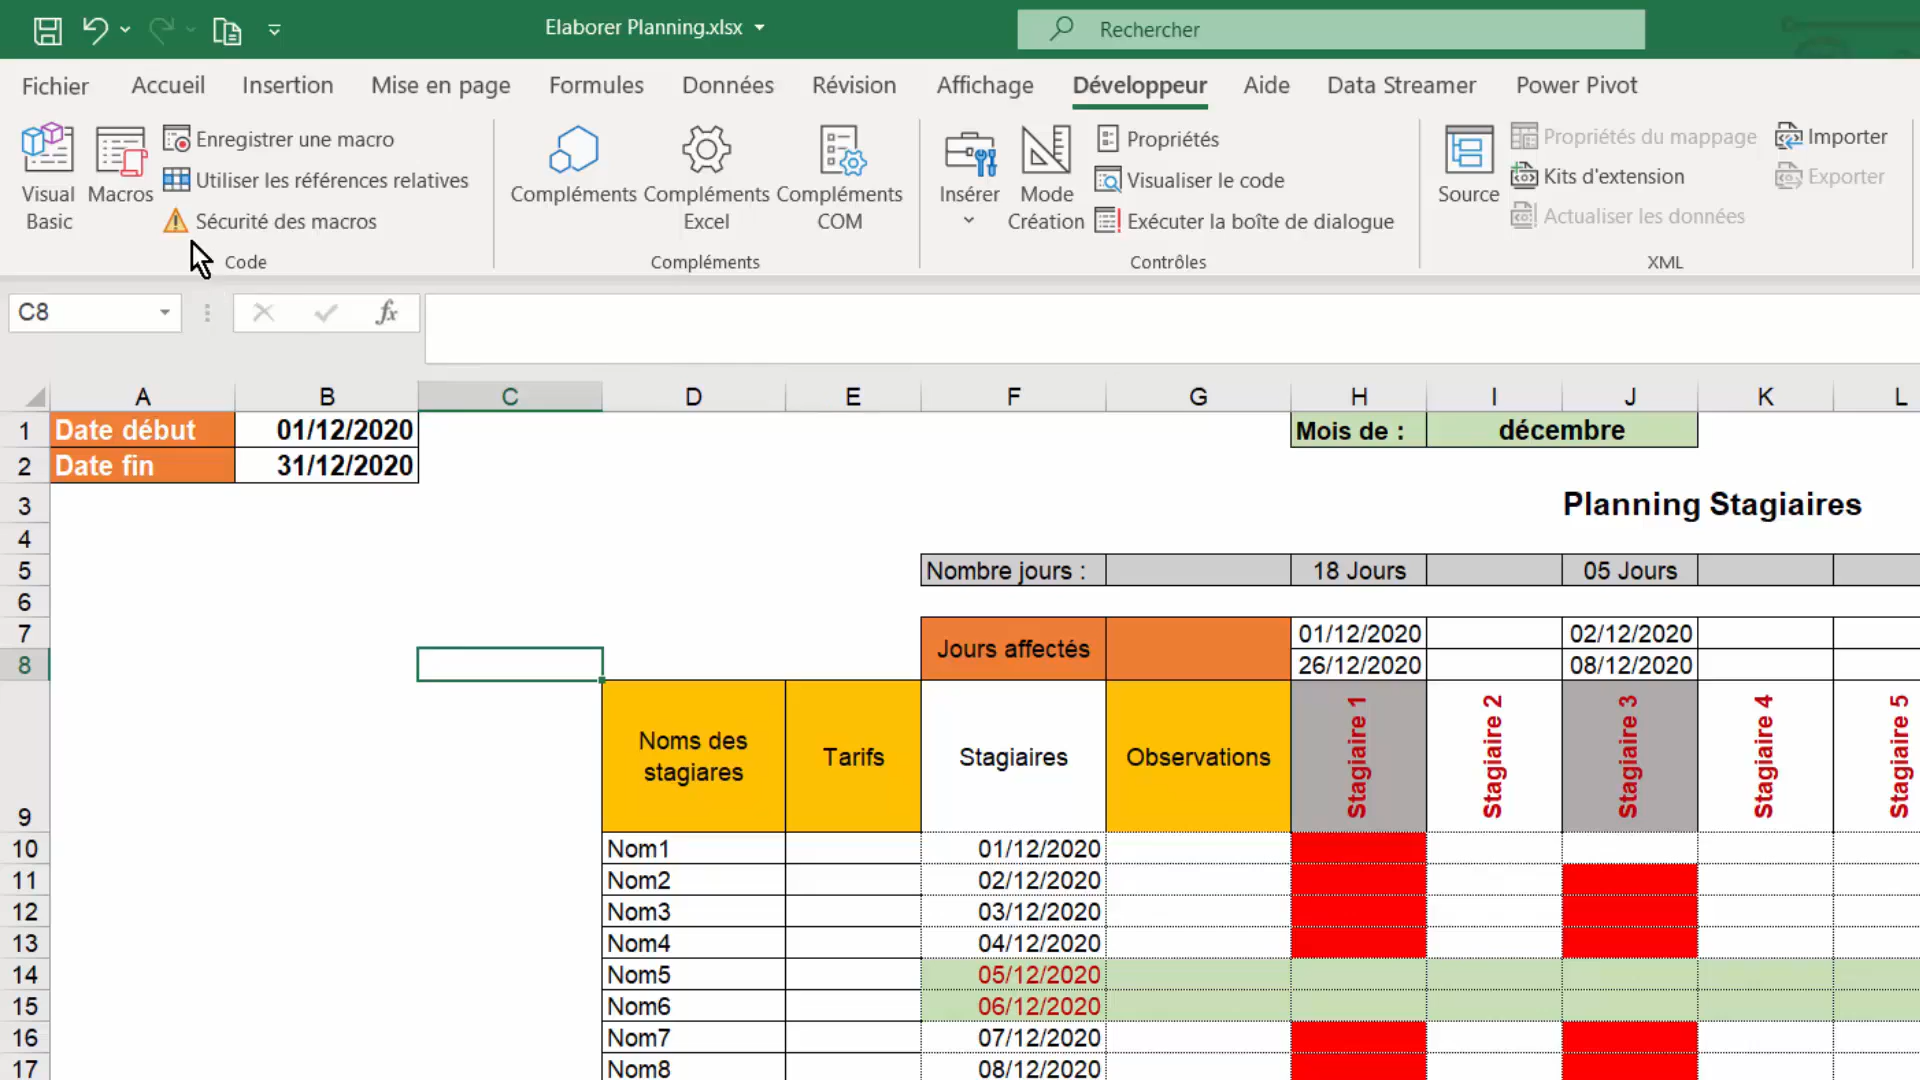 Elaborer Planning.xlsx
Rechercher
Fichier Accueil Insertion Mise en page Formules Données Révision Affichage Développeur Aide Data Streamer Power Pivot
Visual Basic
Macros
Enregistrer une macro
Utiliser les références relatives
Sécurité des macros
Code
Compléments
Compléments Excel
Compléments COM
Compléments
Insérer
Mode Création
Propriétés
Visualiser le code
Exécuter la boîte de dialogue
Contrôles
Source
Propriétés du mappage
Kits d'extension
Actualiser les données
Importer
Exporter
XML
C8
fx
A B C D E F G H I J K L
1 Date début 01/12/2020 Mois de : décembre
2 Date fin 31/12/2020
3 Planning Stagiaires
4
5 Nombre jours : 18 Jours 05 Jours
6
7 Jours affectés 01/12/2020 02/12/2020
8 26/12/2020 08/12/2020
9 Noms des stagiares Tarifs Stagiaires Observations Stagiaire 1 Stagiaire 2 Stagiaire 3 Stagiaire 4 Stagiaire 5
10 Nom1 01/12/2020
11 Nom2 02/12/2020
12 Nom3 03/12/2020
13 Nom4 04/12/2020
14 Nom5 05/12/2020
15 Nom6 06/12/2020
16 Nom7 07/12/2020
17 Nom8 08/12/2020